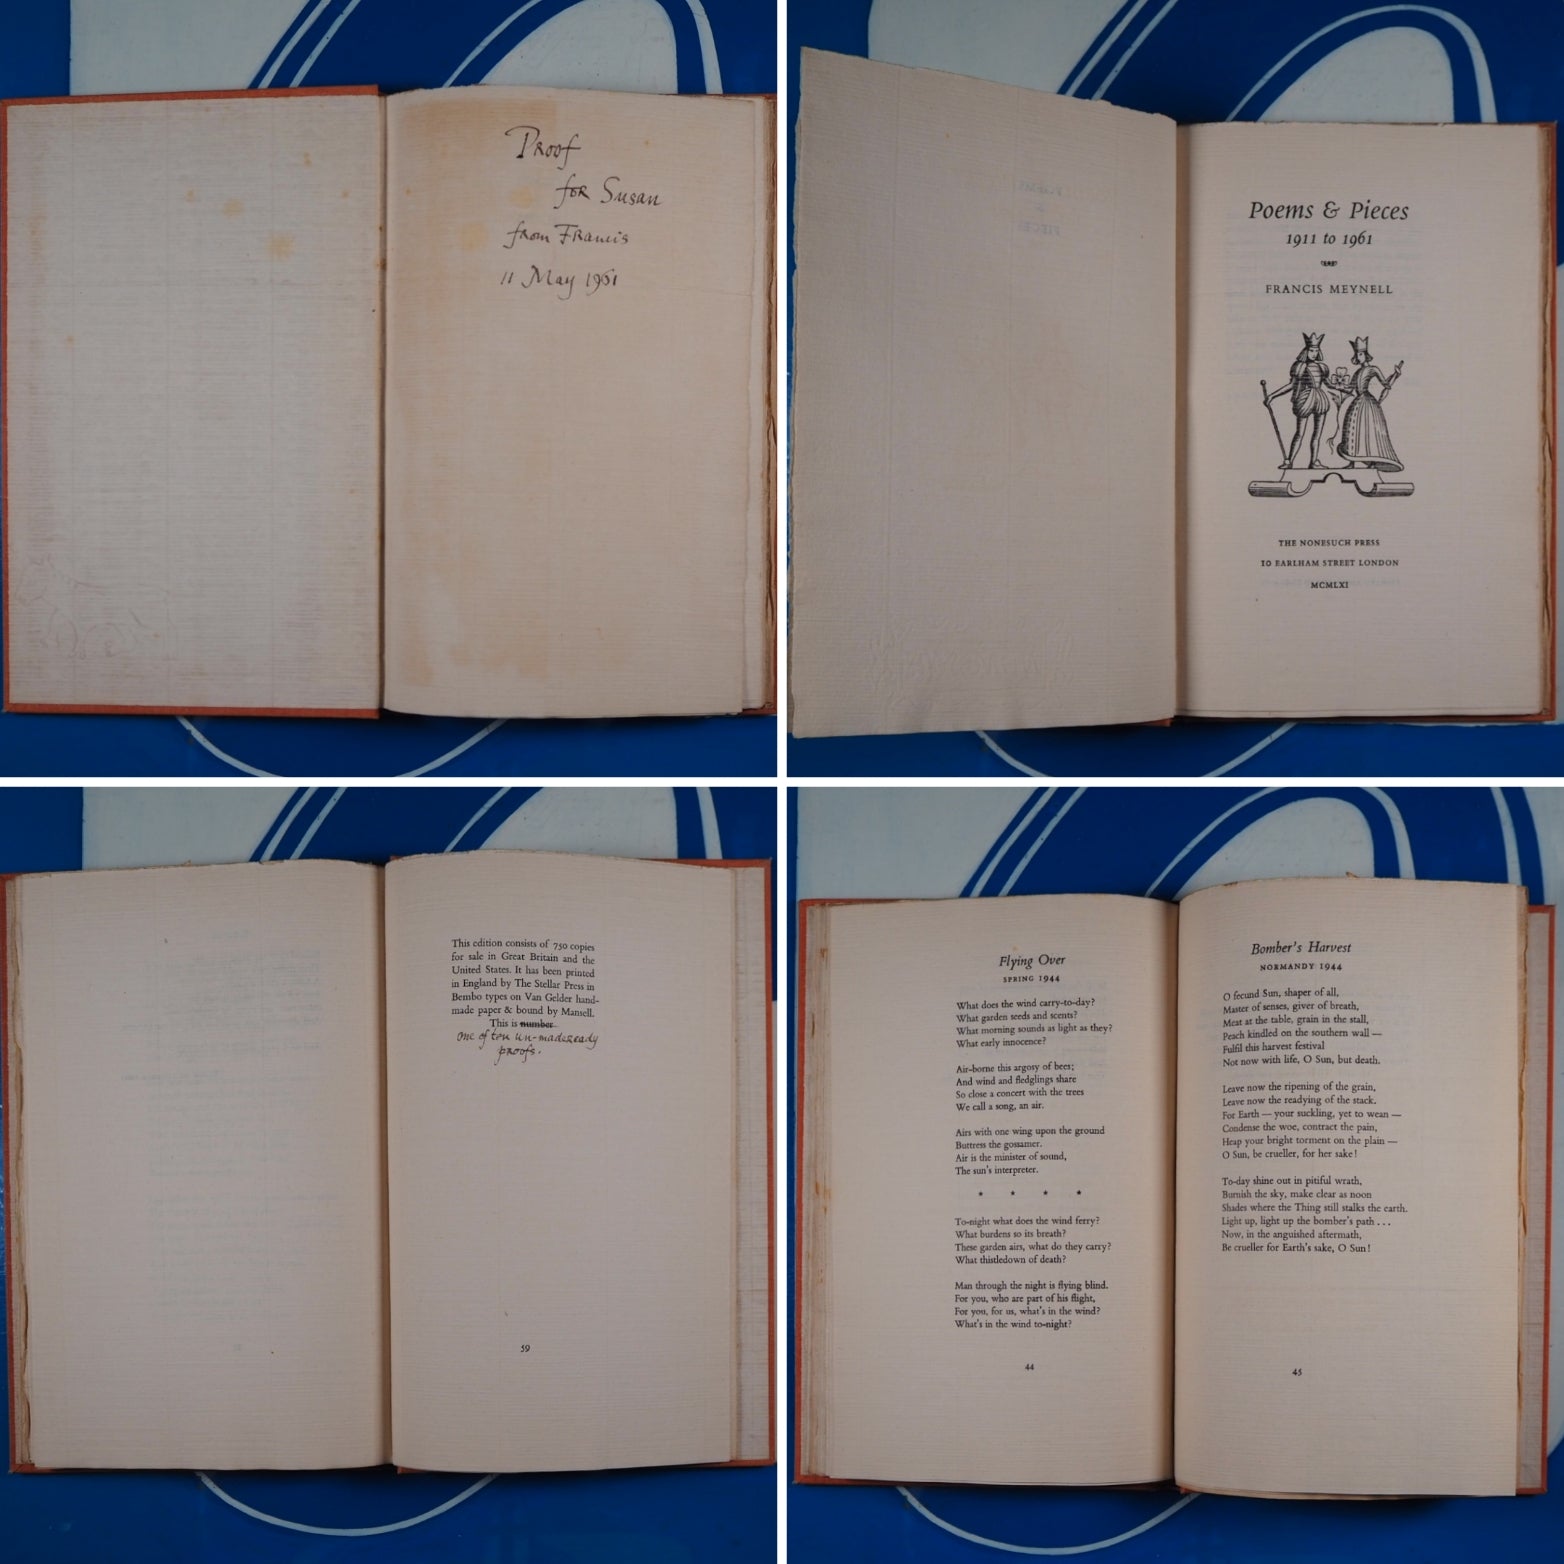 Proof
for Susan
from Francis
11 May 1961
POEMS
&
PIECES
Poems & Pieces
1911 to 1961
FRANCIS MEYNELL
THE NONESUCH PRESS
10 EARLHAM STREET LONDON
MCMLXI
This edition consists of 750 copies
for sale in Great Britain and the
United States. It has been printed
in England by The Stellar Press in
Bembo types on Van Gelder hand-
made paper & bound by Mansell.
This is number
one of ten un-madeready
proofs.
59
Flying Over
SPRING 1944
What does the wind carry-to-day?
What garden seeds and scents?
What morning sounds as light as they?
What early innocence?
Air-borne this argosy of bees;
And wind and fledglings share
So close a concert with the trees
We call a song, an air.
Airs with one wing upon the ground
Buttress the gossamer.
Air is the minister of sound,
The sun's interpreter.
* * * *
To-night what does the wind ferry?
What burdens so its breath?
These garden airs, what do they carry?
What thistledown of death?
Man through the night is flying blind.
For you, who are part of his flight,
For you, for us, what's in the wind?
What's in the wind to-night?
44
Bomber's Harvest
NORMANDY 1944
O fecund Sun, shaper of all,
Master of senses, giver of breath,
Meat at the table, grain in the stall,
Peach kindled on the southern wall —
Fulfil this harvest festival
Not now with life, O Sun, but death.
Leave now the ripening of the grain,
Leave now the readying of the stack.
For Earth — your suckling, yet to wean —
Condense the woe, contract the pain,
Heap your bright torment on the plain —
O Sun, be crueller, for her sake!
To-day shine out in pitiful wrath,
Burnish the sky, make clear as noon
Shades where the Thing still stalks the earth.
Light up, light up the bomber's path . . .
Now, in the anguished aftermath,
Be crueller for Earth's sake, O Sun!
45